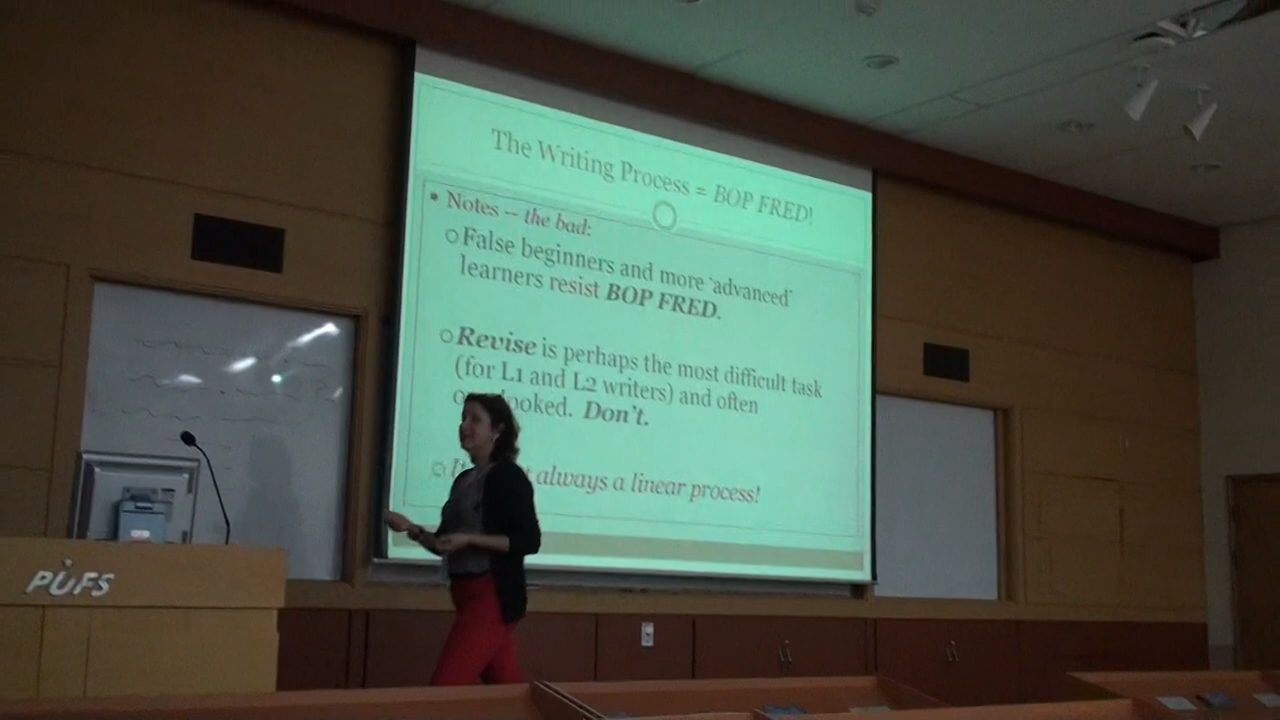 The Writing Process = BOP FRED!
• Notes – the bad:
○ False beginners and more 'advanced'
learners resist BOP FRED.
○ Revise is perhaps the most difficult task
(for L1 and L2 writers) and often
ooked. Don't.
always a linear process!
PUFS